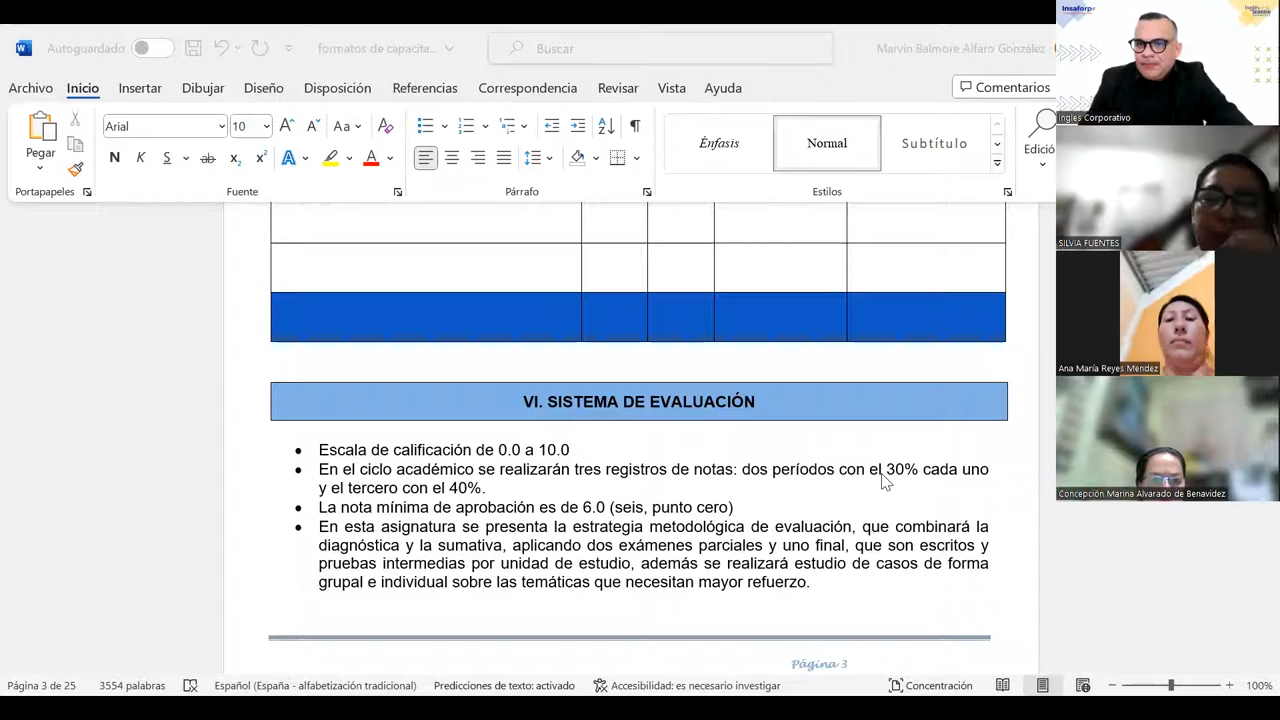 Autoguardado
formatos de capacita...
Buscar
Marvin Balmore Alfaro González
Archivo Inicio Insertar Dibujar Diseño Disposición Referencias Correspondencia Revisar Vista Ayuda
Comentarios
Pegar
Arial
10
Aa
N K S ab x2 x2 A A
Énfasis
Normal
Subtítulo
Edició
Portapapeles
Fuente
Párrafo
Estilos
VI. SISTEMA DE EVALUACIÓN
Escala de calificación de 0.0 a 10.0
En el ciclo académico se realizarán tres registros de notas: dos períodos con el 30% cada uno
y el tercero con el 40%.
La nota mínima de aprobación es de 6.0 (seis, punto cero)
En esta asignatura se presenta la estrategia metodológica de evaluación, que combinará la
diagnóstica y la sumativa, aplicando dos exámenes parciales y uno final, que son escritos y
pruebas intermedias por unidad de estudio, además se realizará estudio de casos de forma
grupal e individual sobre las temáticas que necesitan mayor refuerzo.
Página 3
Página 3 de 25
3554 palabras
Español (España - alfabetización tradicional)
Predicciones de texto: activado
Accesibilidad: es necesario investigar
Concentración
100%
Insaforp
Ingles Corporativo
SILVIA FUENTES
Ana María Reyes Mendez
Concepción Marina Alvarado de Benavidez